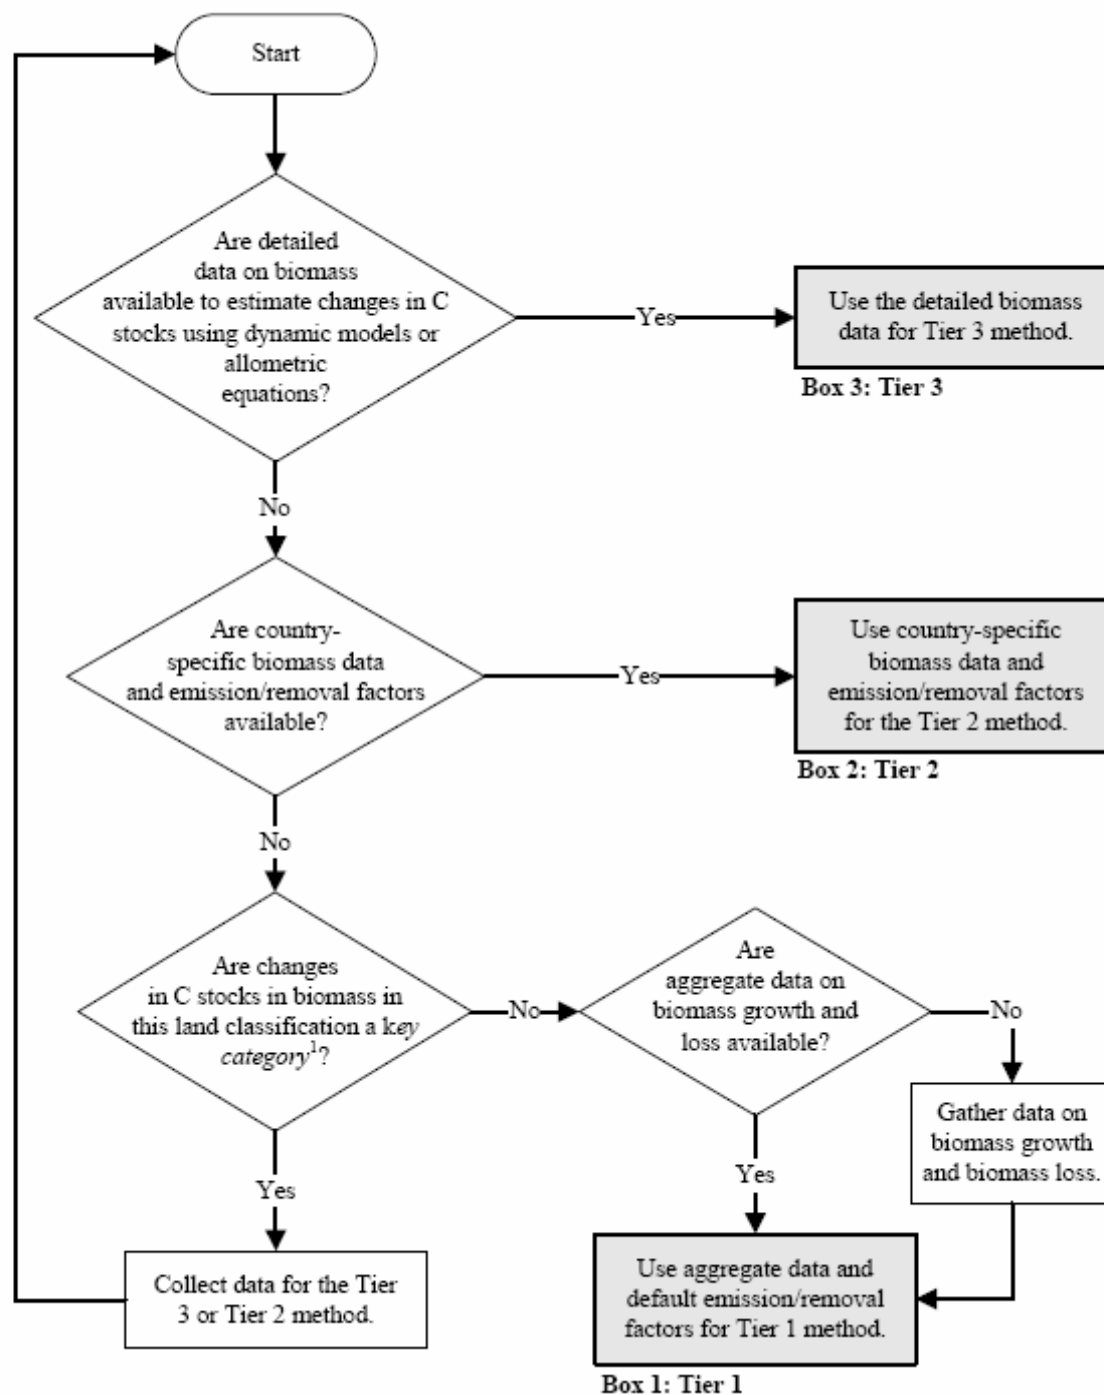 Start
Are detailed
data on biomass
available to estimate changes in C
stocks using dynamic models or
allometric
equations?
Yes
Use the detailed biomass
data for Tier 3 method.
Box 3: Tier 3
No
Are country-
specific biomass data
and emission/removal factors
available?
Yes
Use country-specific
biomass data and
emission/removal factors
for the Tier 2 method.
Box 2: Tier 2
No
Are changes
in C stocks in biomass in
this land classification a key
category¹?
No
Are
aggregate data on
biomass growth and
loss available?
No
Gather data on
biomass growth
and biomass loss.
Yes
Yes
Collect data for the Tier
3 or Tier 2 method.
Use aggregate data and
default emission/removal
factors for Tier 1 method.
Box 1: Tier 1